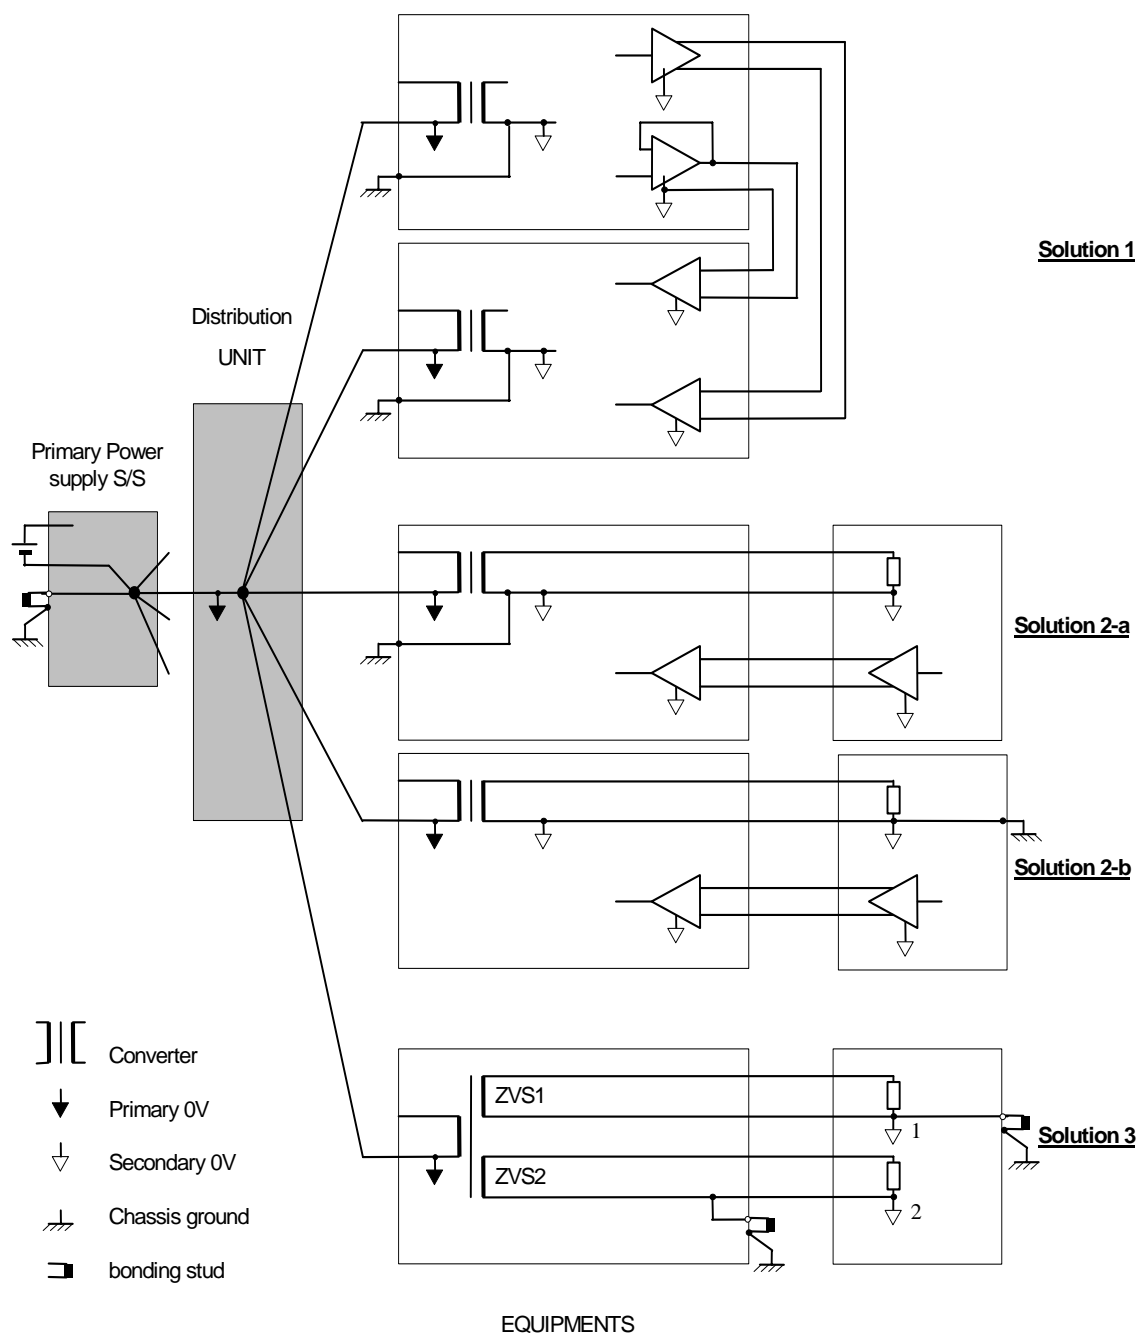 Solution 1
Distribution
UNIT
Primary Power
supply S/S
Solution 2-a
Solution 2-b
Converter
Primary 0V
Secondary 0V
Chassis ground
bonding stud
ZVS1
1
Solution 3
ZVS2
2
EQUIPMENTS